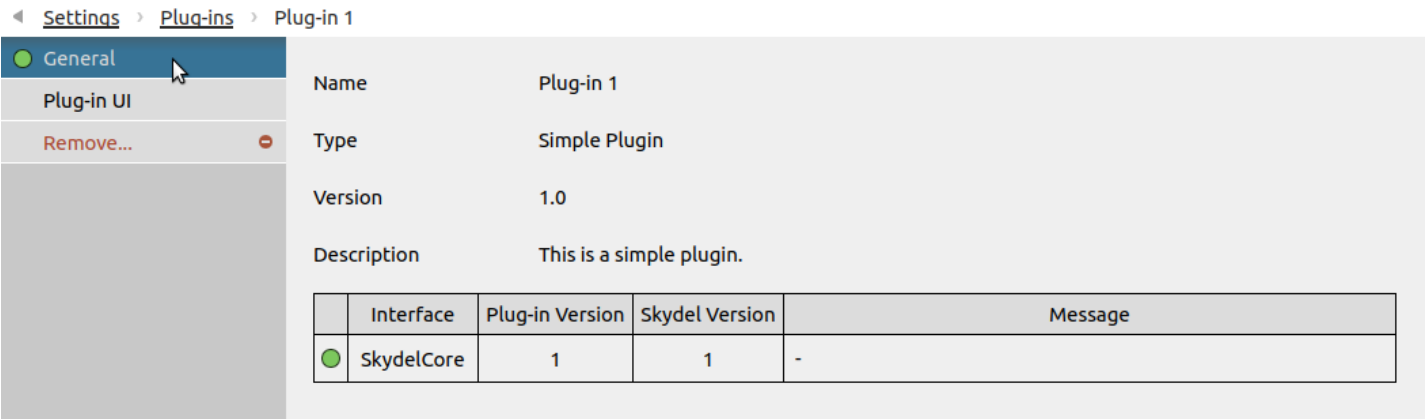 Settings › Plug-ins › Plug-in 1
General
Plug-in UI
Remove...
Name Plug-in 1
Type Simple Plugin
Version 1.0
Description This is a simple plugin.
Interface Plug-in Version Skydel Version Message
SkydelCore 1 1 -